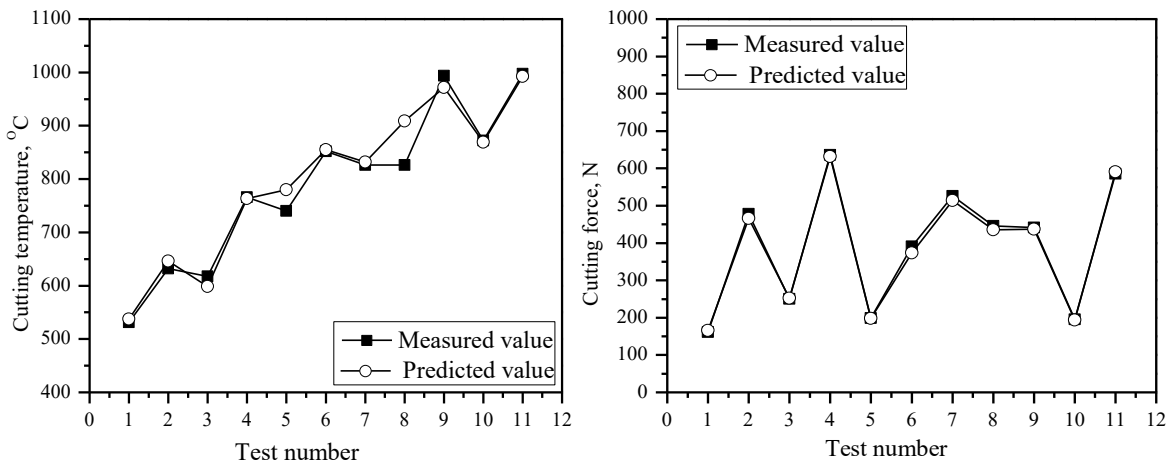 1100
1000
900
800
700
600
500
400
Cutting temperature, °C
Measured value
Predicted value
0 1 2 3 4 5 6 7 8 9 10 11 12
Test number
1000
900
800
700
600
500
400
300
200
100
0
Cutting force, N
Measured value
Predicted value
0 1 2 3 4 5 6 7 8 9 10 11 12
Test number